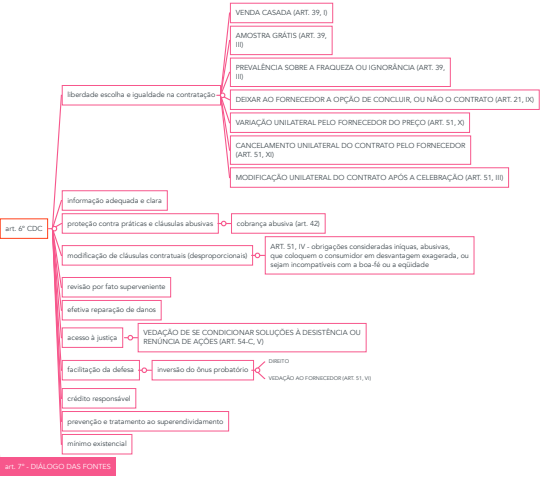 VENDA CASADA (ART. 39, I)
AMOSTRA GRÁTIS (ART. 39,
III)
PREVALÊNCIA SOBRE A FRAQUEZA OU IGNORÂNCIA (ART. 39,
III)
liberdade escolha e igualdade na contratação
DEIXAR AO FORNECEDOR A OPÇÃO DE CONCLUIR, OU NÃO O CONTRATO (ART. 21, IX)
VARIAÇÃO UNILATERAL PELO FORNECEDOR DO PREÇO (ART. 51, X)
CANCELAMENTO UNILATERAL DO CONTRATO PELO FORNECEDOR
(ART. 51, XI)
MODIFICAÇÃO UNILATERAL DO CONTRATO APÓS A CELEBRAÇÃO (ART. 51, III)
informação adequada e clara
art. 6º CDC
proteção contra práticas e cláusulas abusivas
cobrança abusiva (art. 42)
modificação de cláusulas contratuais (desproporcionais)
ART. 51, IV - obrigações consideradas iníquas, abusivas,
que coloquem o consumidor em desvantagem exagerada, ou
sejam incompatíveis com a boa-fé ou a eqüidade
revisão por fato superveniente
efetiva reparação de danos
acesso à justiça
VEDAÇÃO DE SE CONDICIONAR SOLUÇÕES À DESISTÊNCIA OU
RENÚNCIA DE AÇÕES (ART. 54-C, V)
facilitação da defesa
inversão do ônus probatório
DIREITO
VEDAÇÃO AO FORNECEDOR (ART. 51, VI)
crédito responsável
prevenção e tratamento ao superendividamento
mínimo existencial
art. 7º - DIÁLOGO DAS FONTES